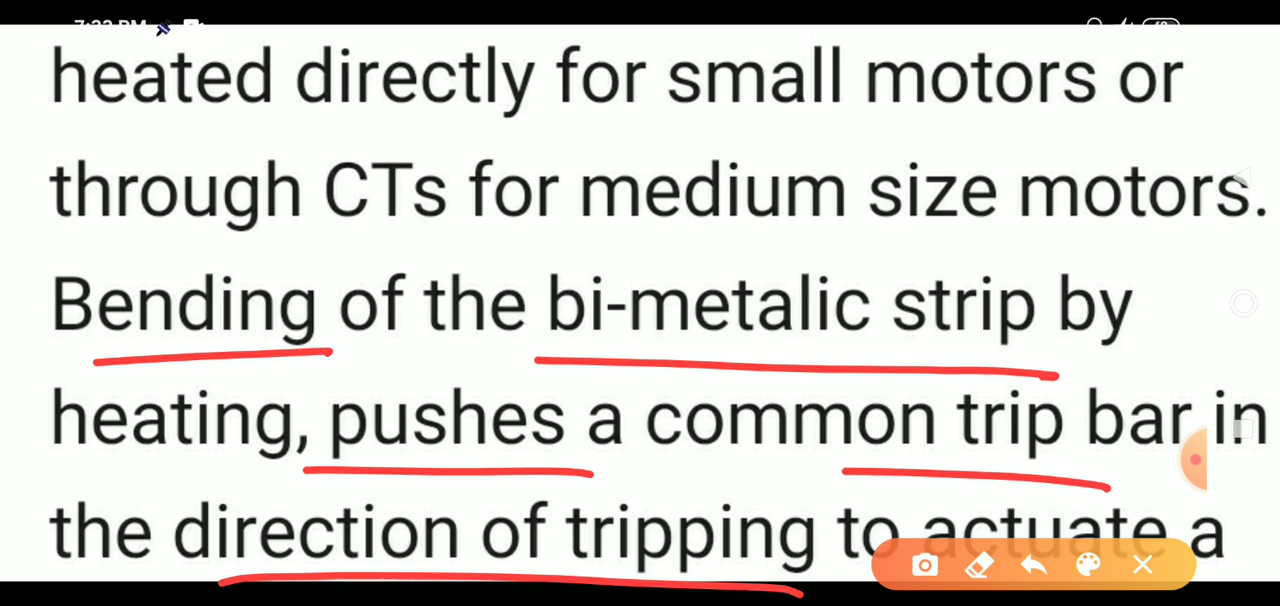 heated directly for small motors or
through CTs for medium size motors.
Bending of the bi-metalic strip by
heating, pushes a common trip bar in
the direction of tripping to actuate a